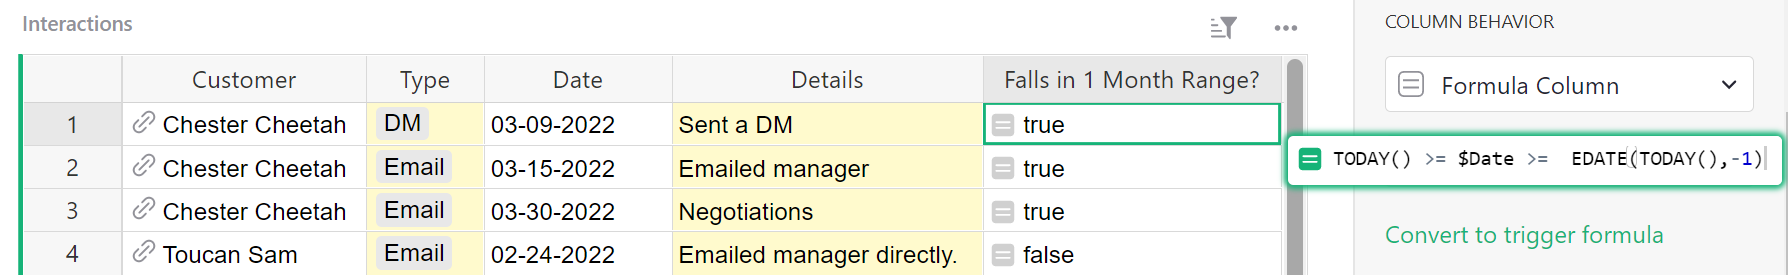 Interactions
COLUMN BEHAVIOR
Customer Type Date Details Falls in 1 Month Range?
Formula Column
1 Chester Cheetah DM 03-09-2022 Sent a DM true
TODAY() >= $Date >=  EDATE(TODAY(),-1)
2 Chester Cheetah Email 03-15-2022 Emailed manager true
3 Chester Cheetah Email 03-30-2022 Negotiations true
Convert to trigger formula
4 Toucan Sam Email 02-24-2022 Emailed manager directly. false